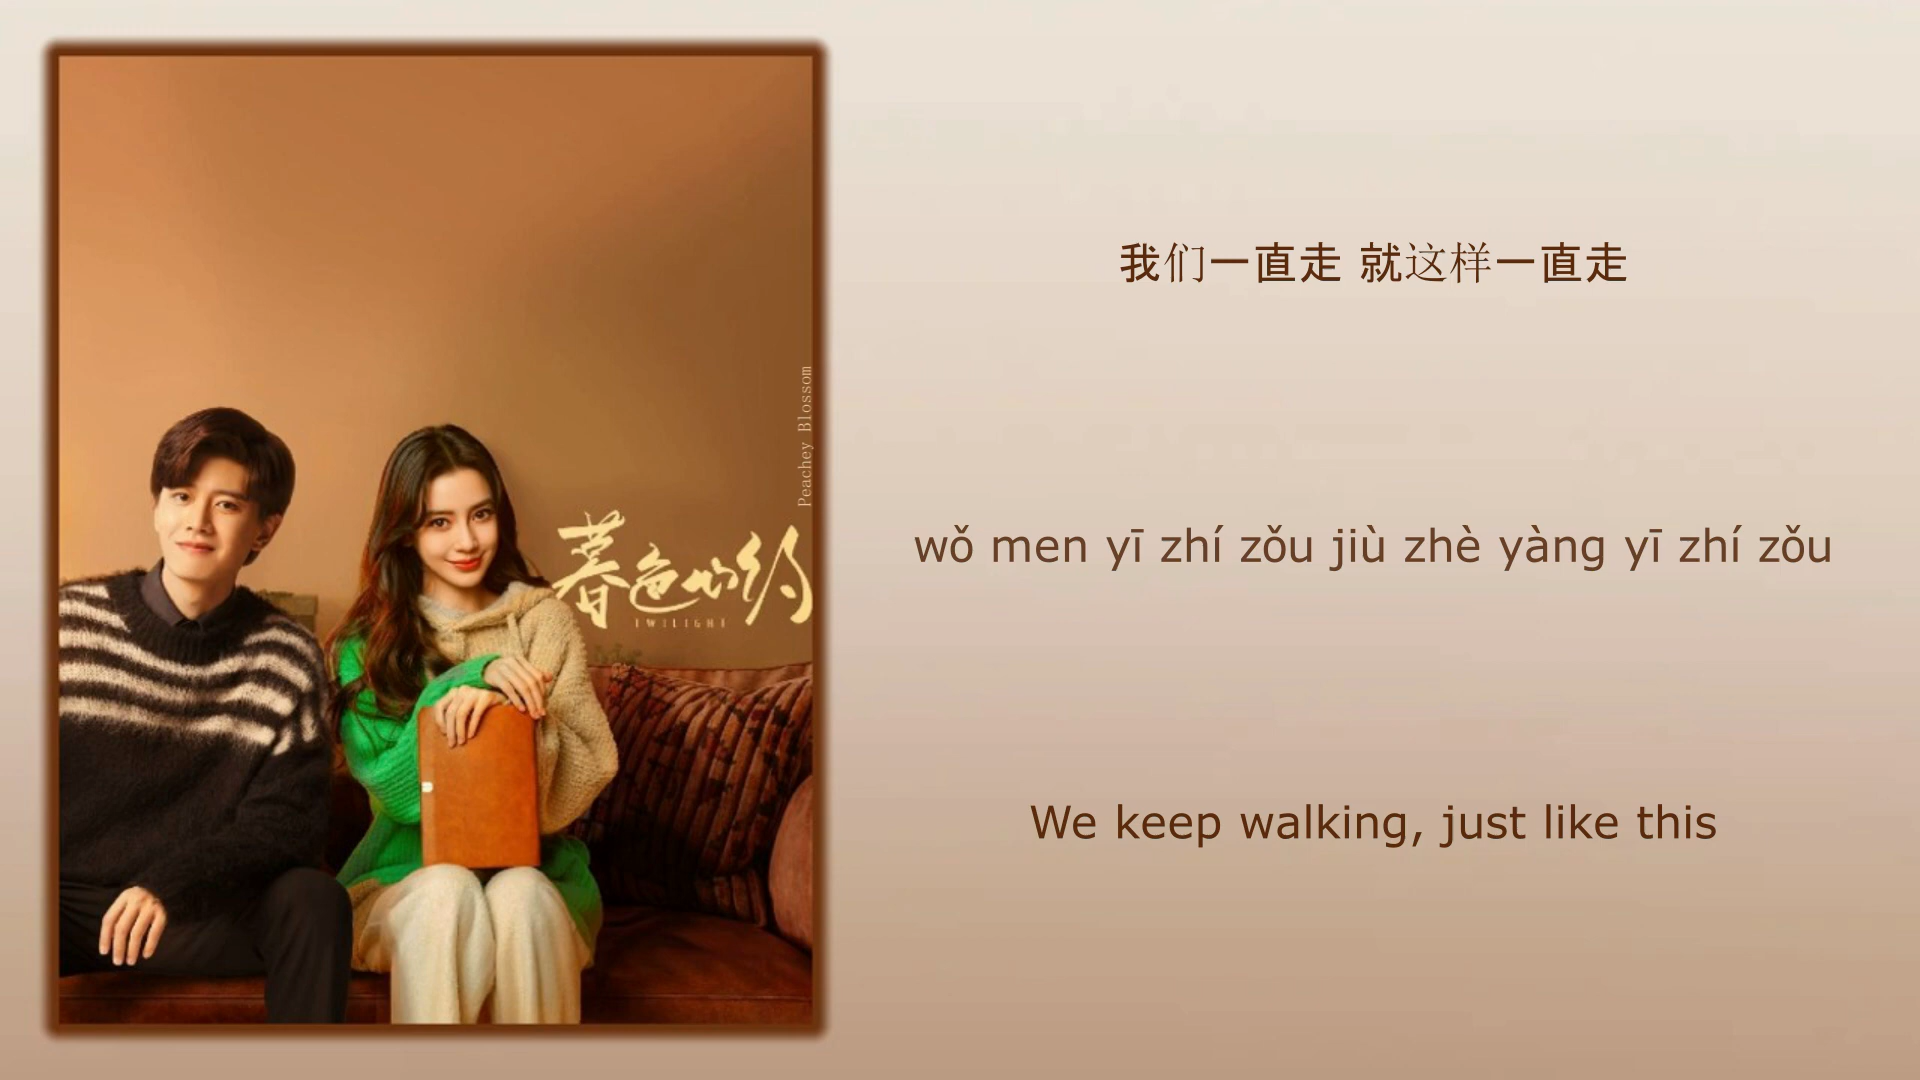 Peachey Blossom
暮色心约
TWILIGHT
我们一直走 就这样一直走
wǒ men yī zhí zǒu jiù zhè yàng yī zhí zǒu
We keep walking, just like this